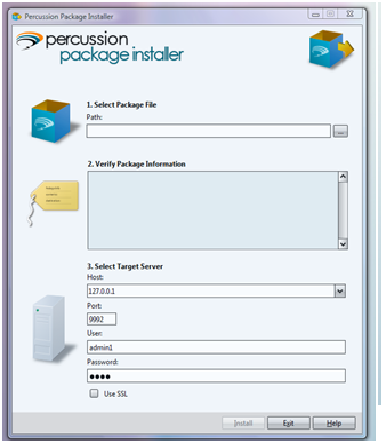 Percussion Package Installer
percussion
package installer
1. Select Package File
Path:
...
2. Verify Package Information
3. Select Target Server
Host:
127.0.0.1
Port:
9992
User:
admin1
Password:
●●●●
Use SSL
Install Exit Help